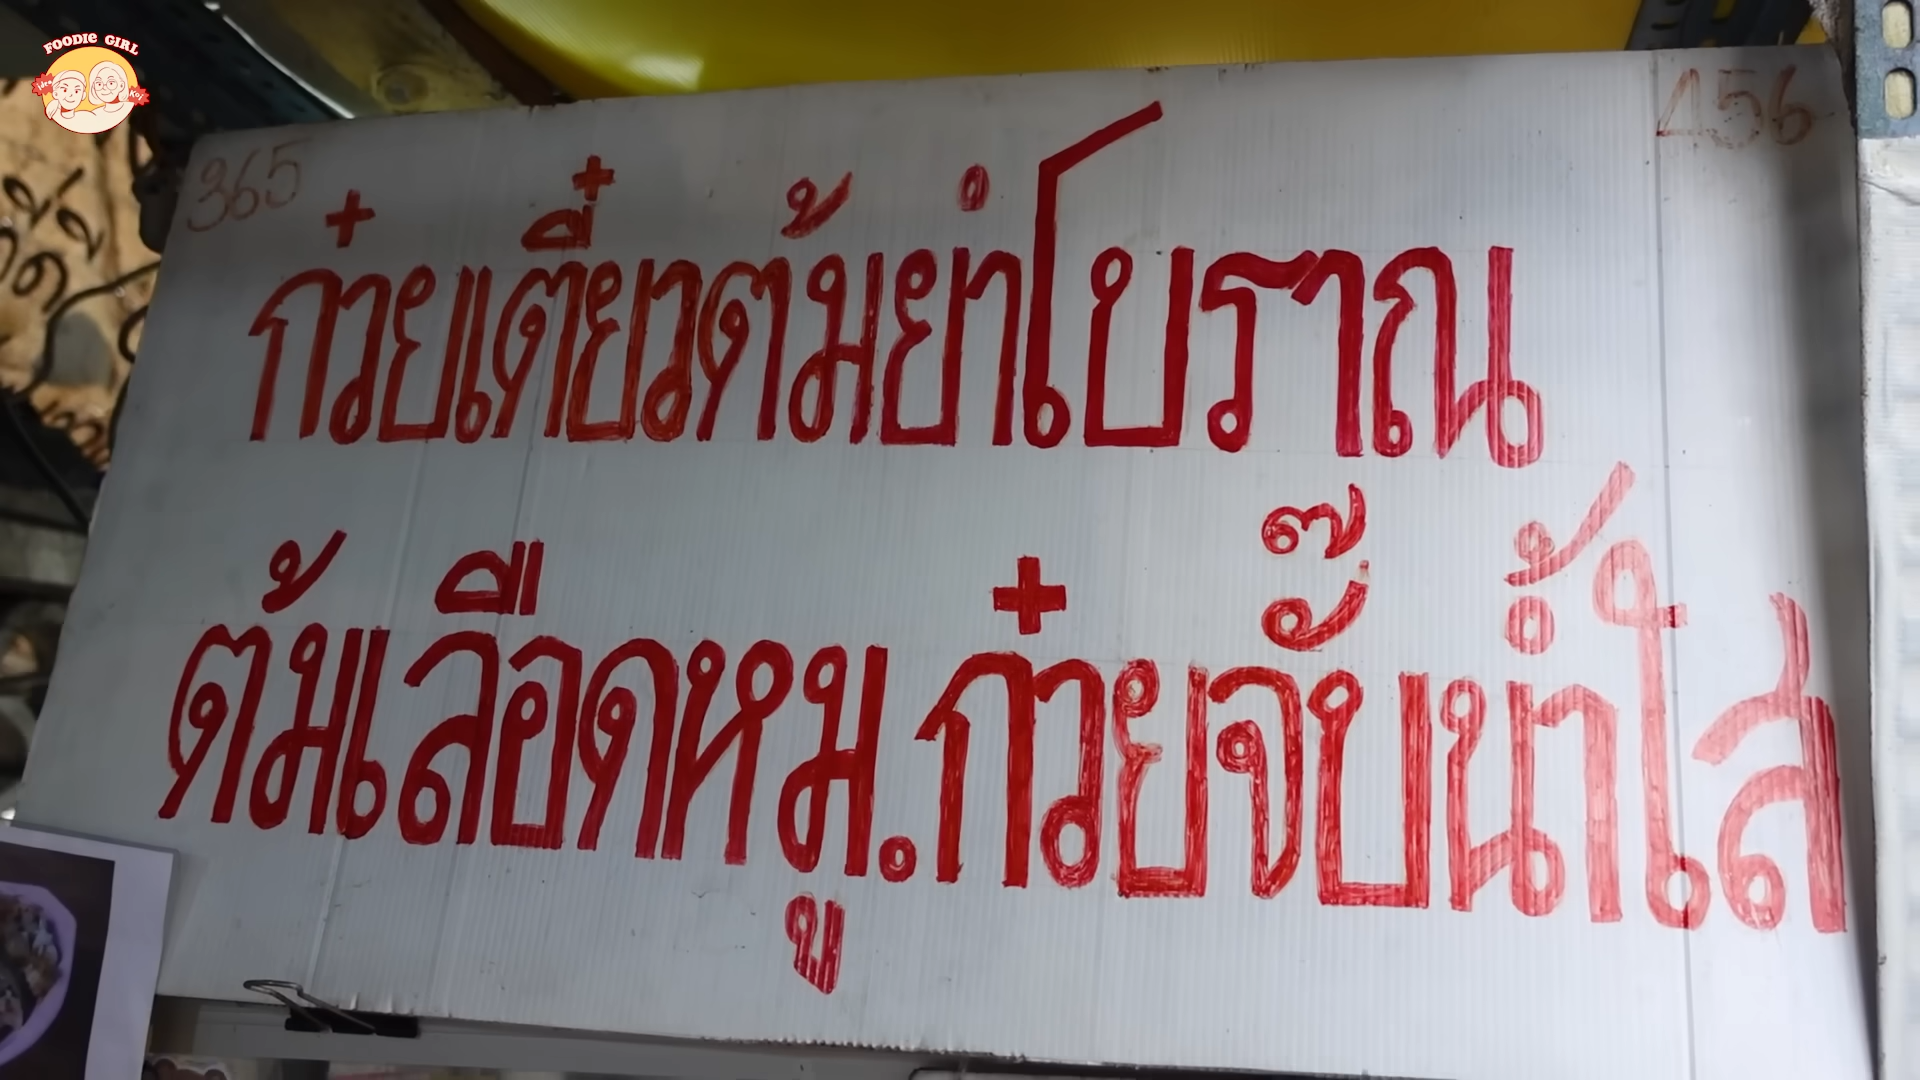 FOODIE GIRL
365
456
ก๋วยเตี๋ยวต้มยำโบราณ
ต้มเลือดหมู.ก๋วยจั๊บน้ำใส